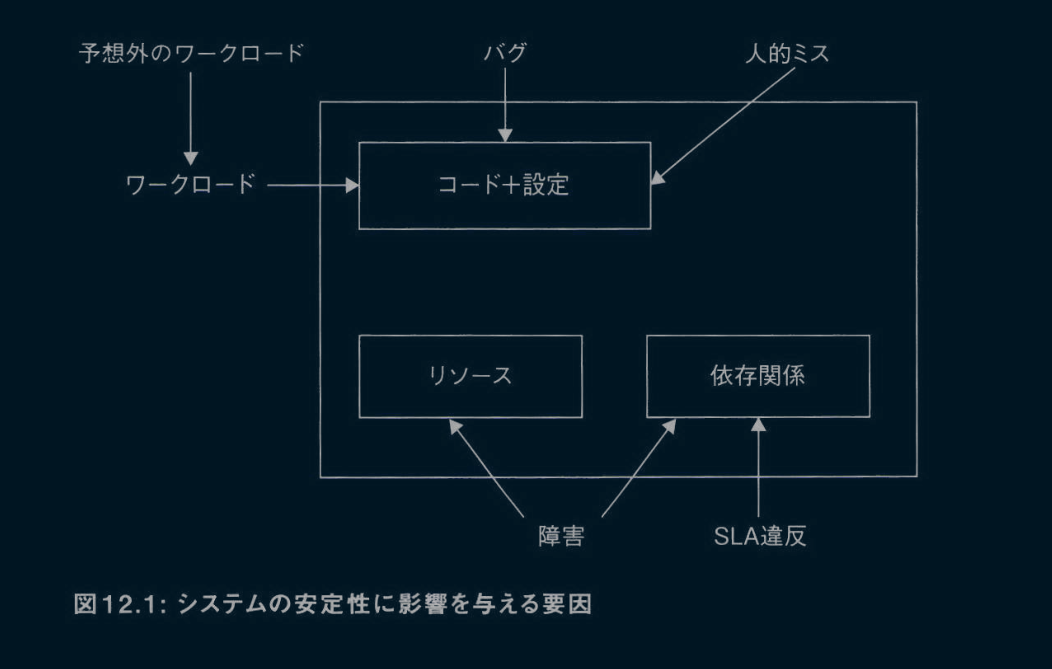 予想外のワークロード
バグ
人的ミス
ワークロード
コード+設定
リソース
依存関係
障害
SLA違反
図12.1: システムの安定性に影響を与える要因